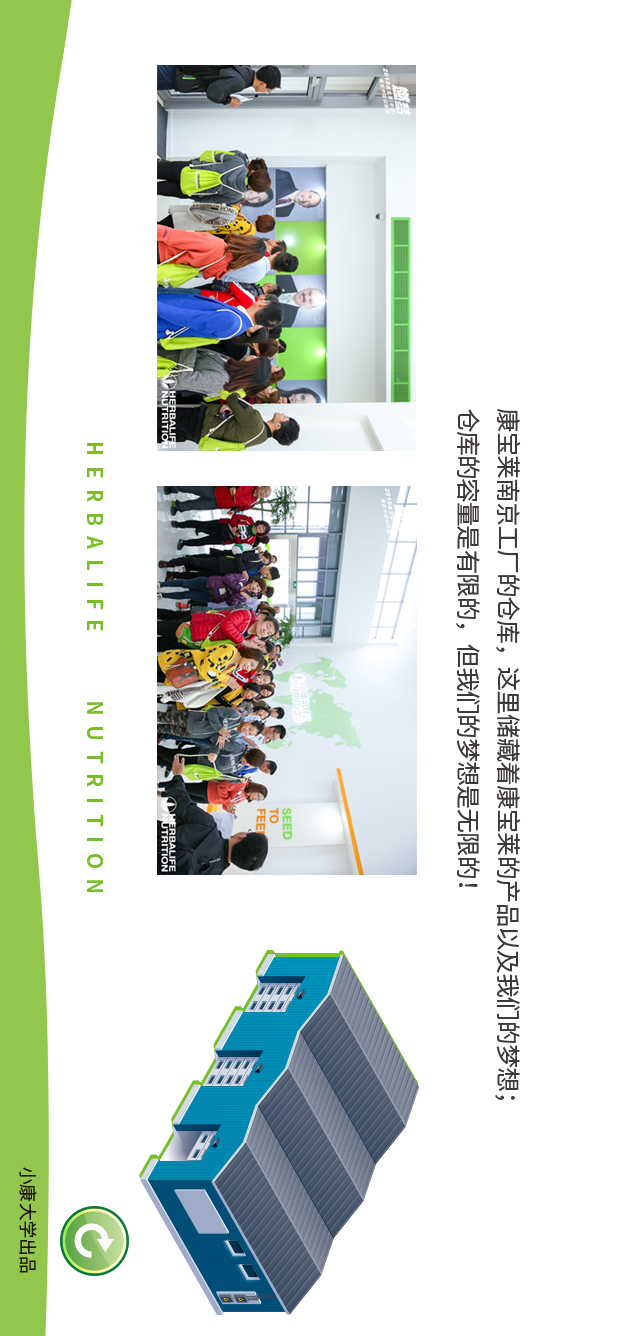 康宝莱南京工厂的仓库，这里储藏着康宝莱的产品以及我们的梦想；
仓库的容量是有限的，但我们的梦想是无限的！
HERBALIFE
NUTRITION
SEED
TO
HERBALIFE
NUTRITION
HERBALIFE NUTRITION
小康大学出品